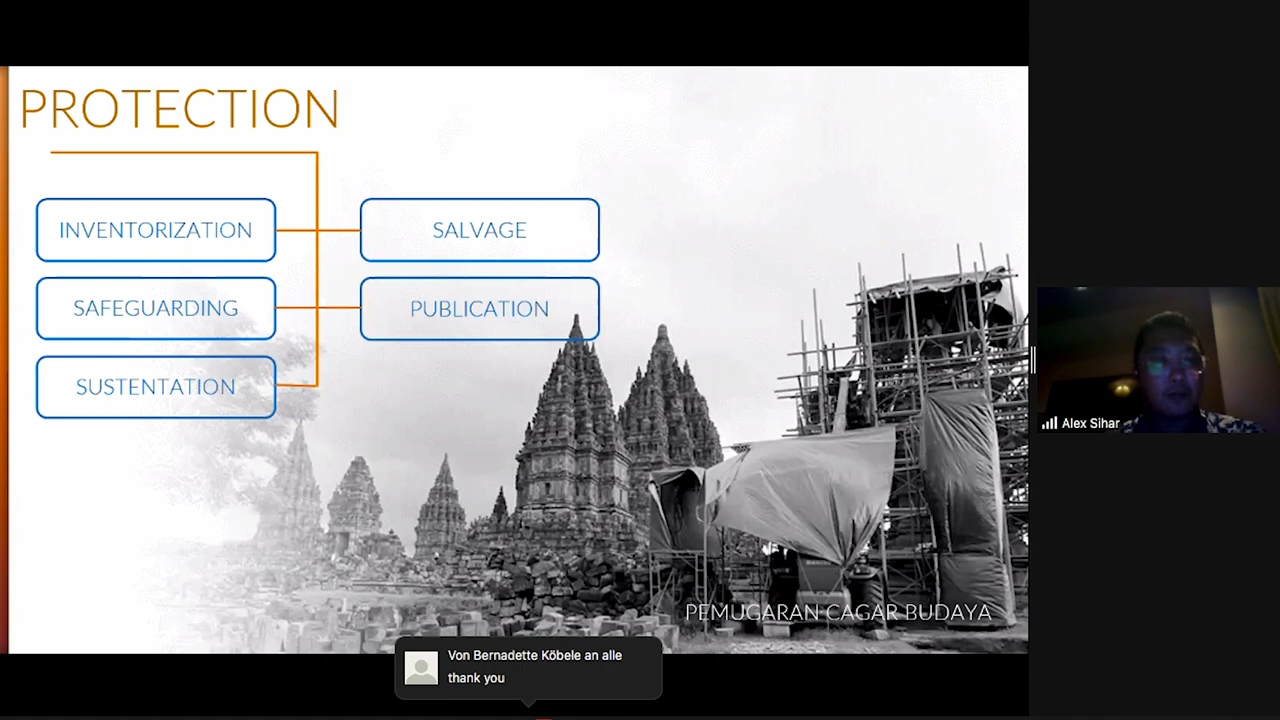 PROTECTION
INVENTORIZATION
SALVAGE
SAFEGUARDING
PUBLICATION
SUSTENTATION
PEMUGARAN CAGAR BUDAYA
Alex Sihar
Von Bernadette Köbele an alle
thank you